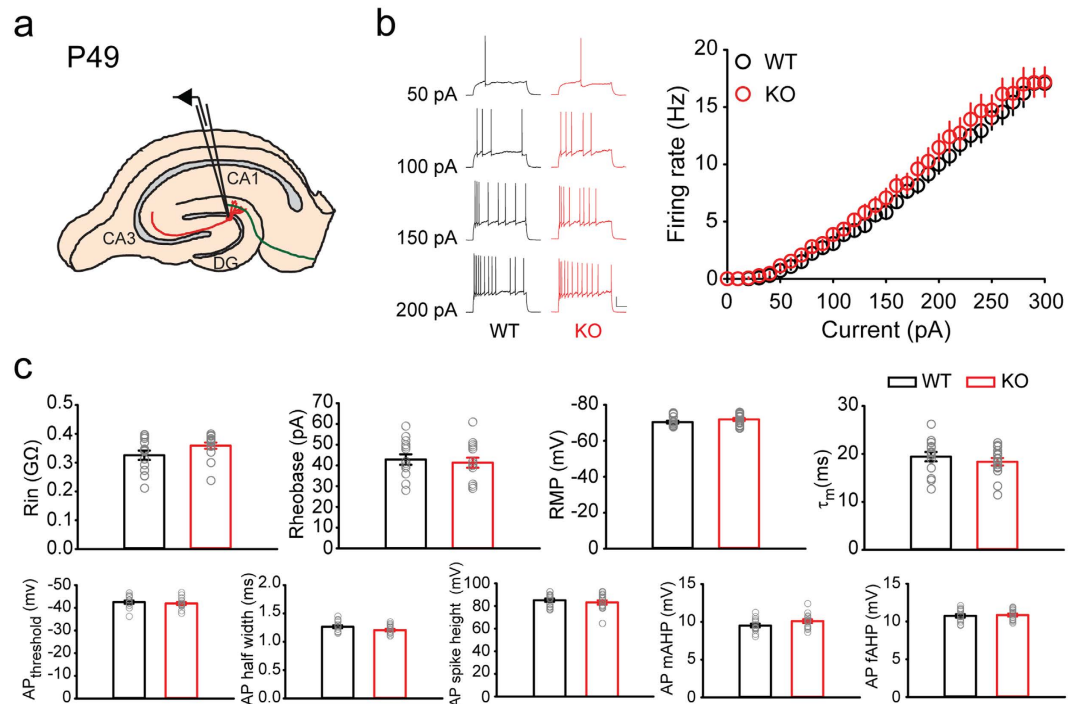 a
P49
CA1
CA3
DG
b
50 pA
100 pA
150 pA
200 pA
WT
KO
Firing rate (Hz)
20
15
10
5
0
WT
KO
0
50
100
150
200
250
300
Current (pA)
c
WT
KO
Rin (GΩ)
0.5
0.4
0.3
0.2
0.1
0.0
Rheobase (pA)
70
60
50
40
30
20
10
0
RMP (mV)
-80
-60
-40
-20
0
τm(ms)
30
20
10
0
APthreshold (mv)
-50
-40
-30
-20
-10
0
AP half width (ms)
2.0
1.5
1.0
0.5
0.0
AP spike height (mV)
100
80
60
40
20
0
AP mAHP (mV)
15
10
5
0
AP fAHP (mV)
15
10
5
0